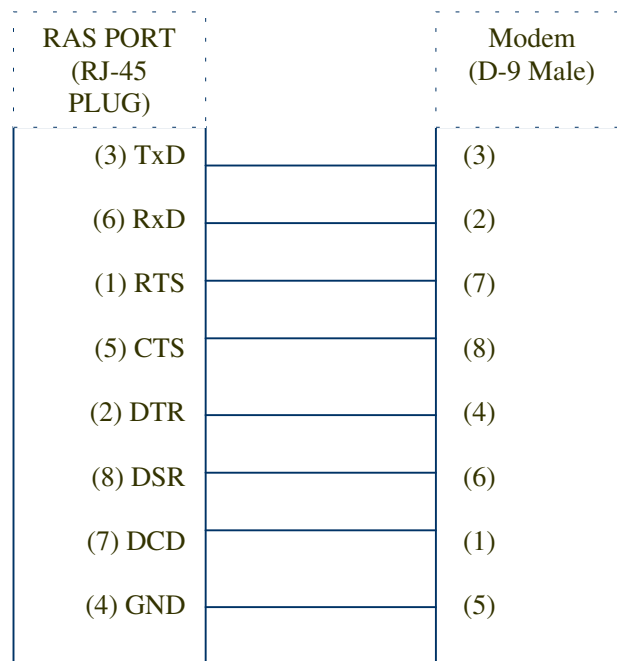 RAS PORT
(RJ-45
PLUG)
Modem
(D-9 Male)
(3) TxD (3)
(6) RxD (2)
(1) RTS (7)
(5) CTS (8)
(2) DTR (4)
(8) DSR (6)
(7) DCD (1)
(4) GND (5)